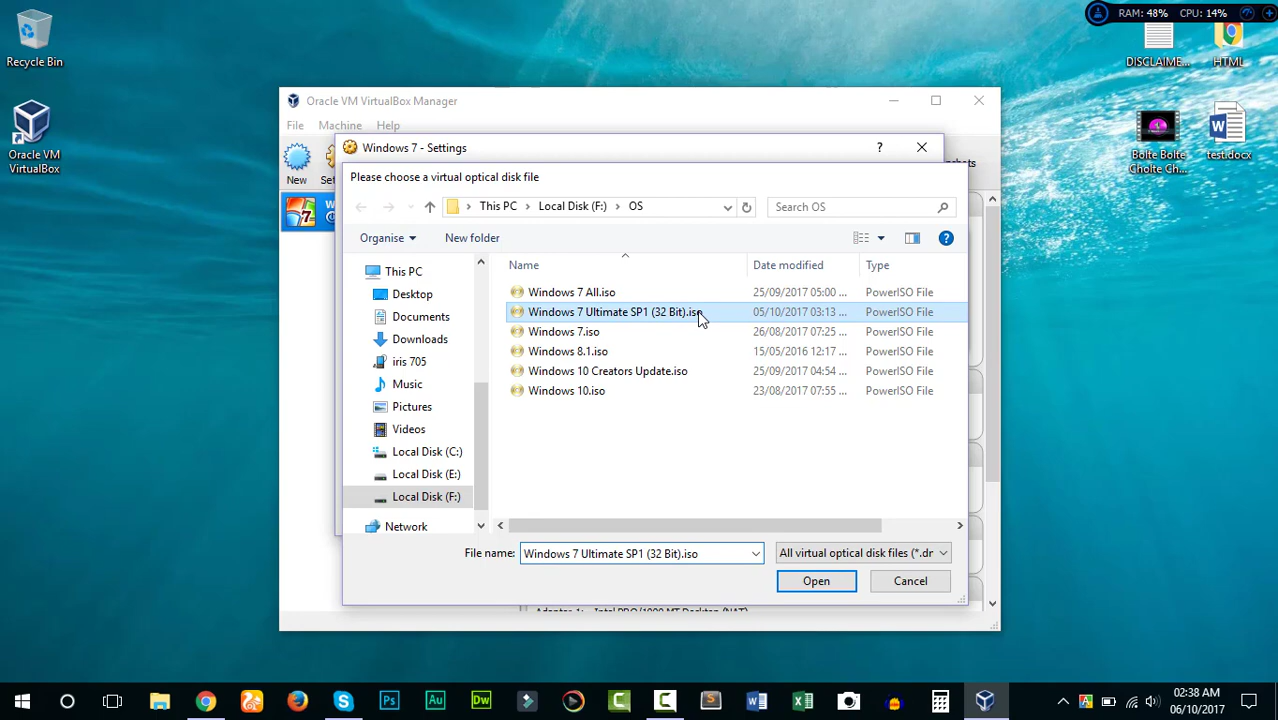 RAM: 48% CPU: 14%
Recycle Bin
DISCLAIME...
HTML
Oracle VM VirtualBox Manager
File Machine Help
Oracle VM
VirtualBox
Bolte Bolte
Cholte Ch...
test.docx
New
Windows 7 - Settings
?
Please choose a virtual optical disk file
This PC > Local Disk (F:) > OS
Search OS
Organise
New folder
Name Date modified Type
This PC
Desktop
Documents
Downloads
iris 705
Music
Pictures
Videos
Local Disk (C:)
Local Disk (E:)
Local Disk (F:)
Network
Windows 7 All.iso 25/09/2017 05:00 ... PowerISO File
Windows 7 Ultimate SP1 (32 Bit).iso 05/10/2017 03:13 ... PowerISO File
Windows 7.iso 26/08/2017 07:25 ... PowerISO File
Windows 8.1.iso 15/05/2016 12:17 ... PowerISO File
Windows 10 Creators Update.iso 25/09/2017 04:54 ... PowerISO File
Windows 10.iso 23/08/2017 07:55 ... PowerISO File
File name: Windows 7 Ultimate SP1 (32 Bit).iso
All virtual optical disk files (*.dr
Open Cancel
Ps Au Dw
02:38 AM
06/10/2017